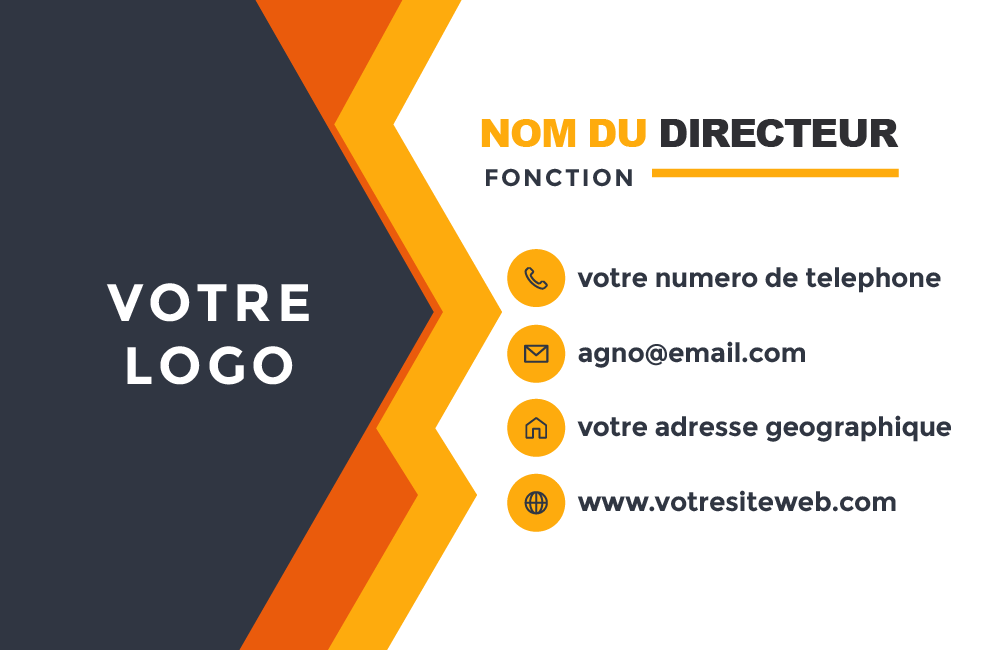 VOTRE
LOGO
NOM DU DIRECTEUR
FONCTION
votre numero de telephone
agno@email.com
votre adresse geographique
www.votresiteweb.com